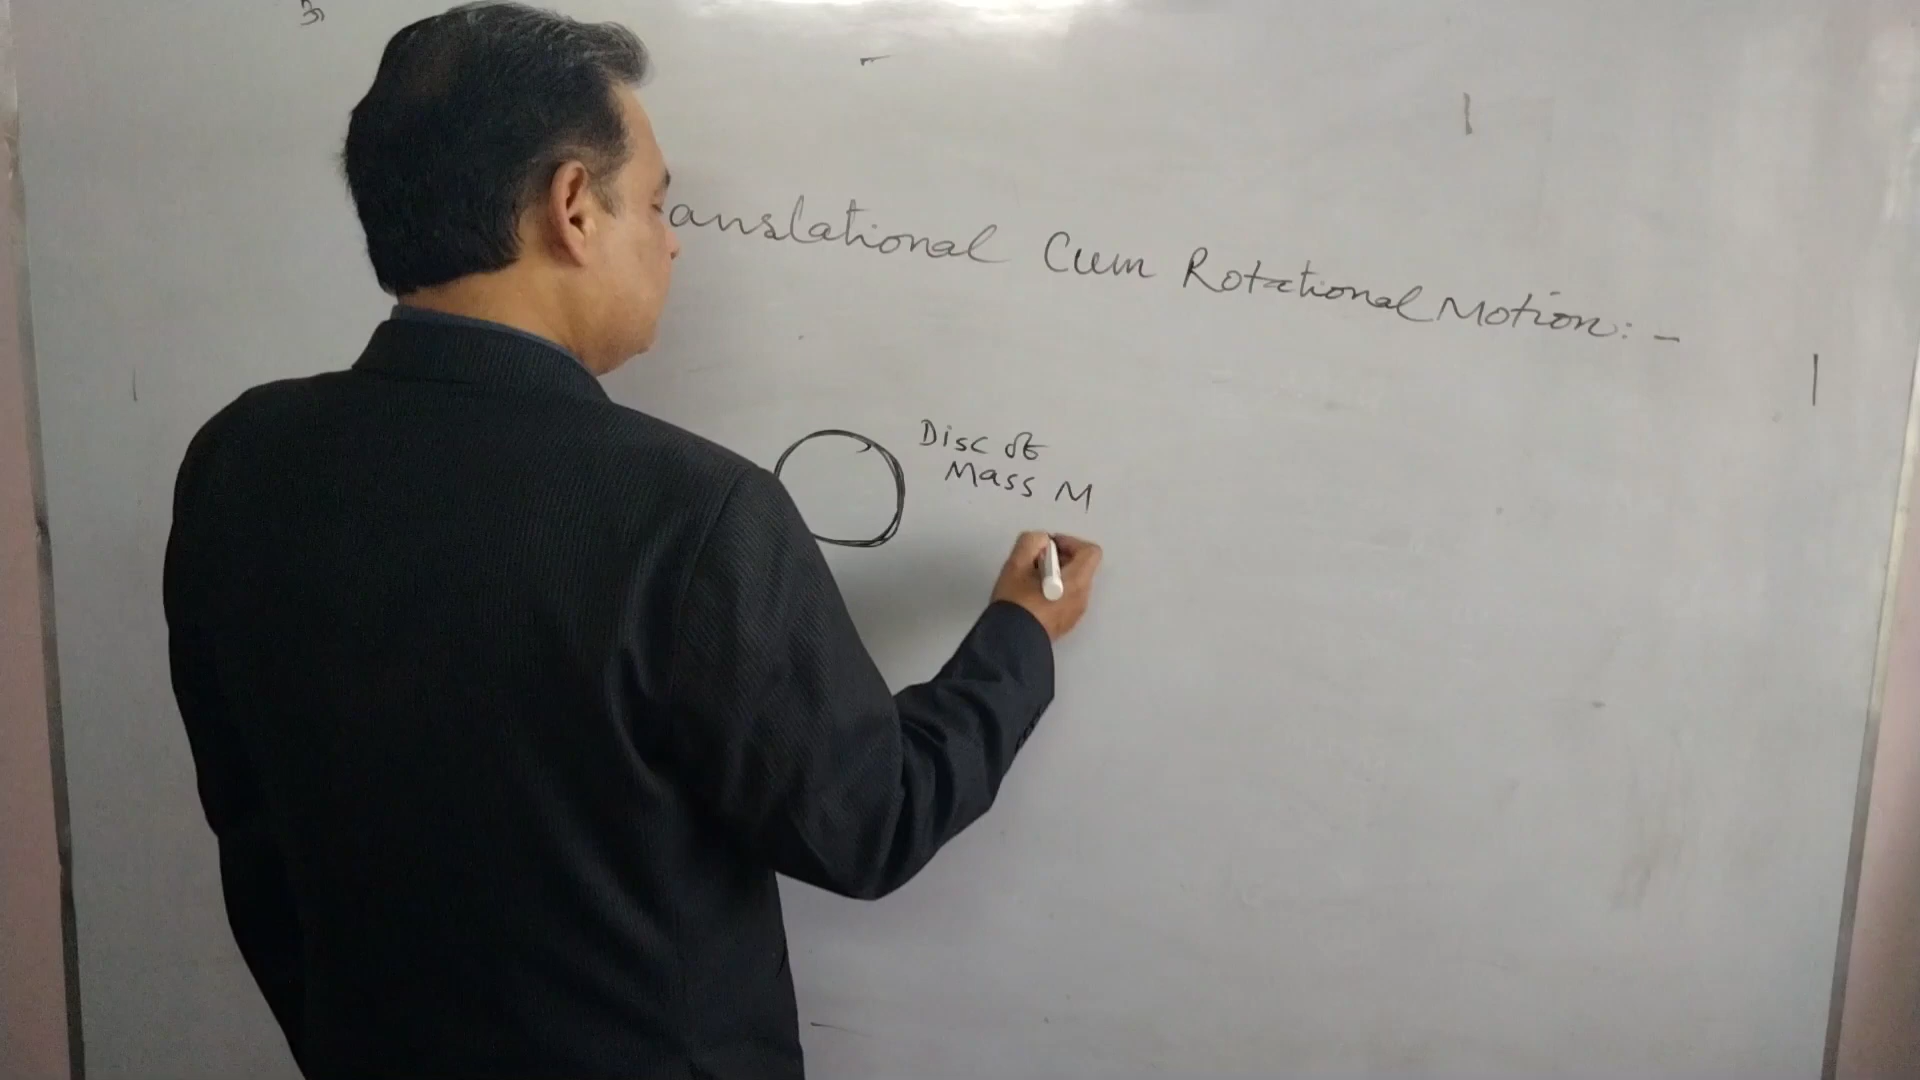 anslational Cum Rotational Motion:-
Disc of
Mass M